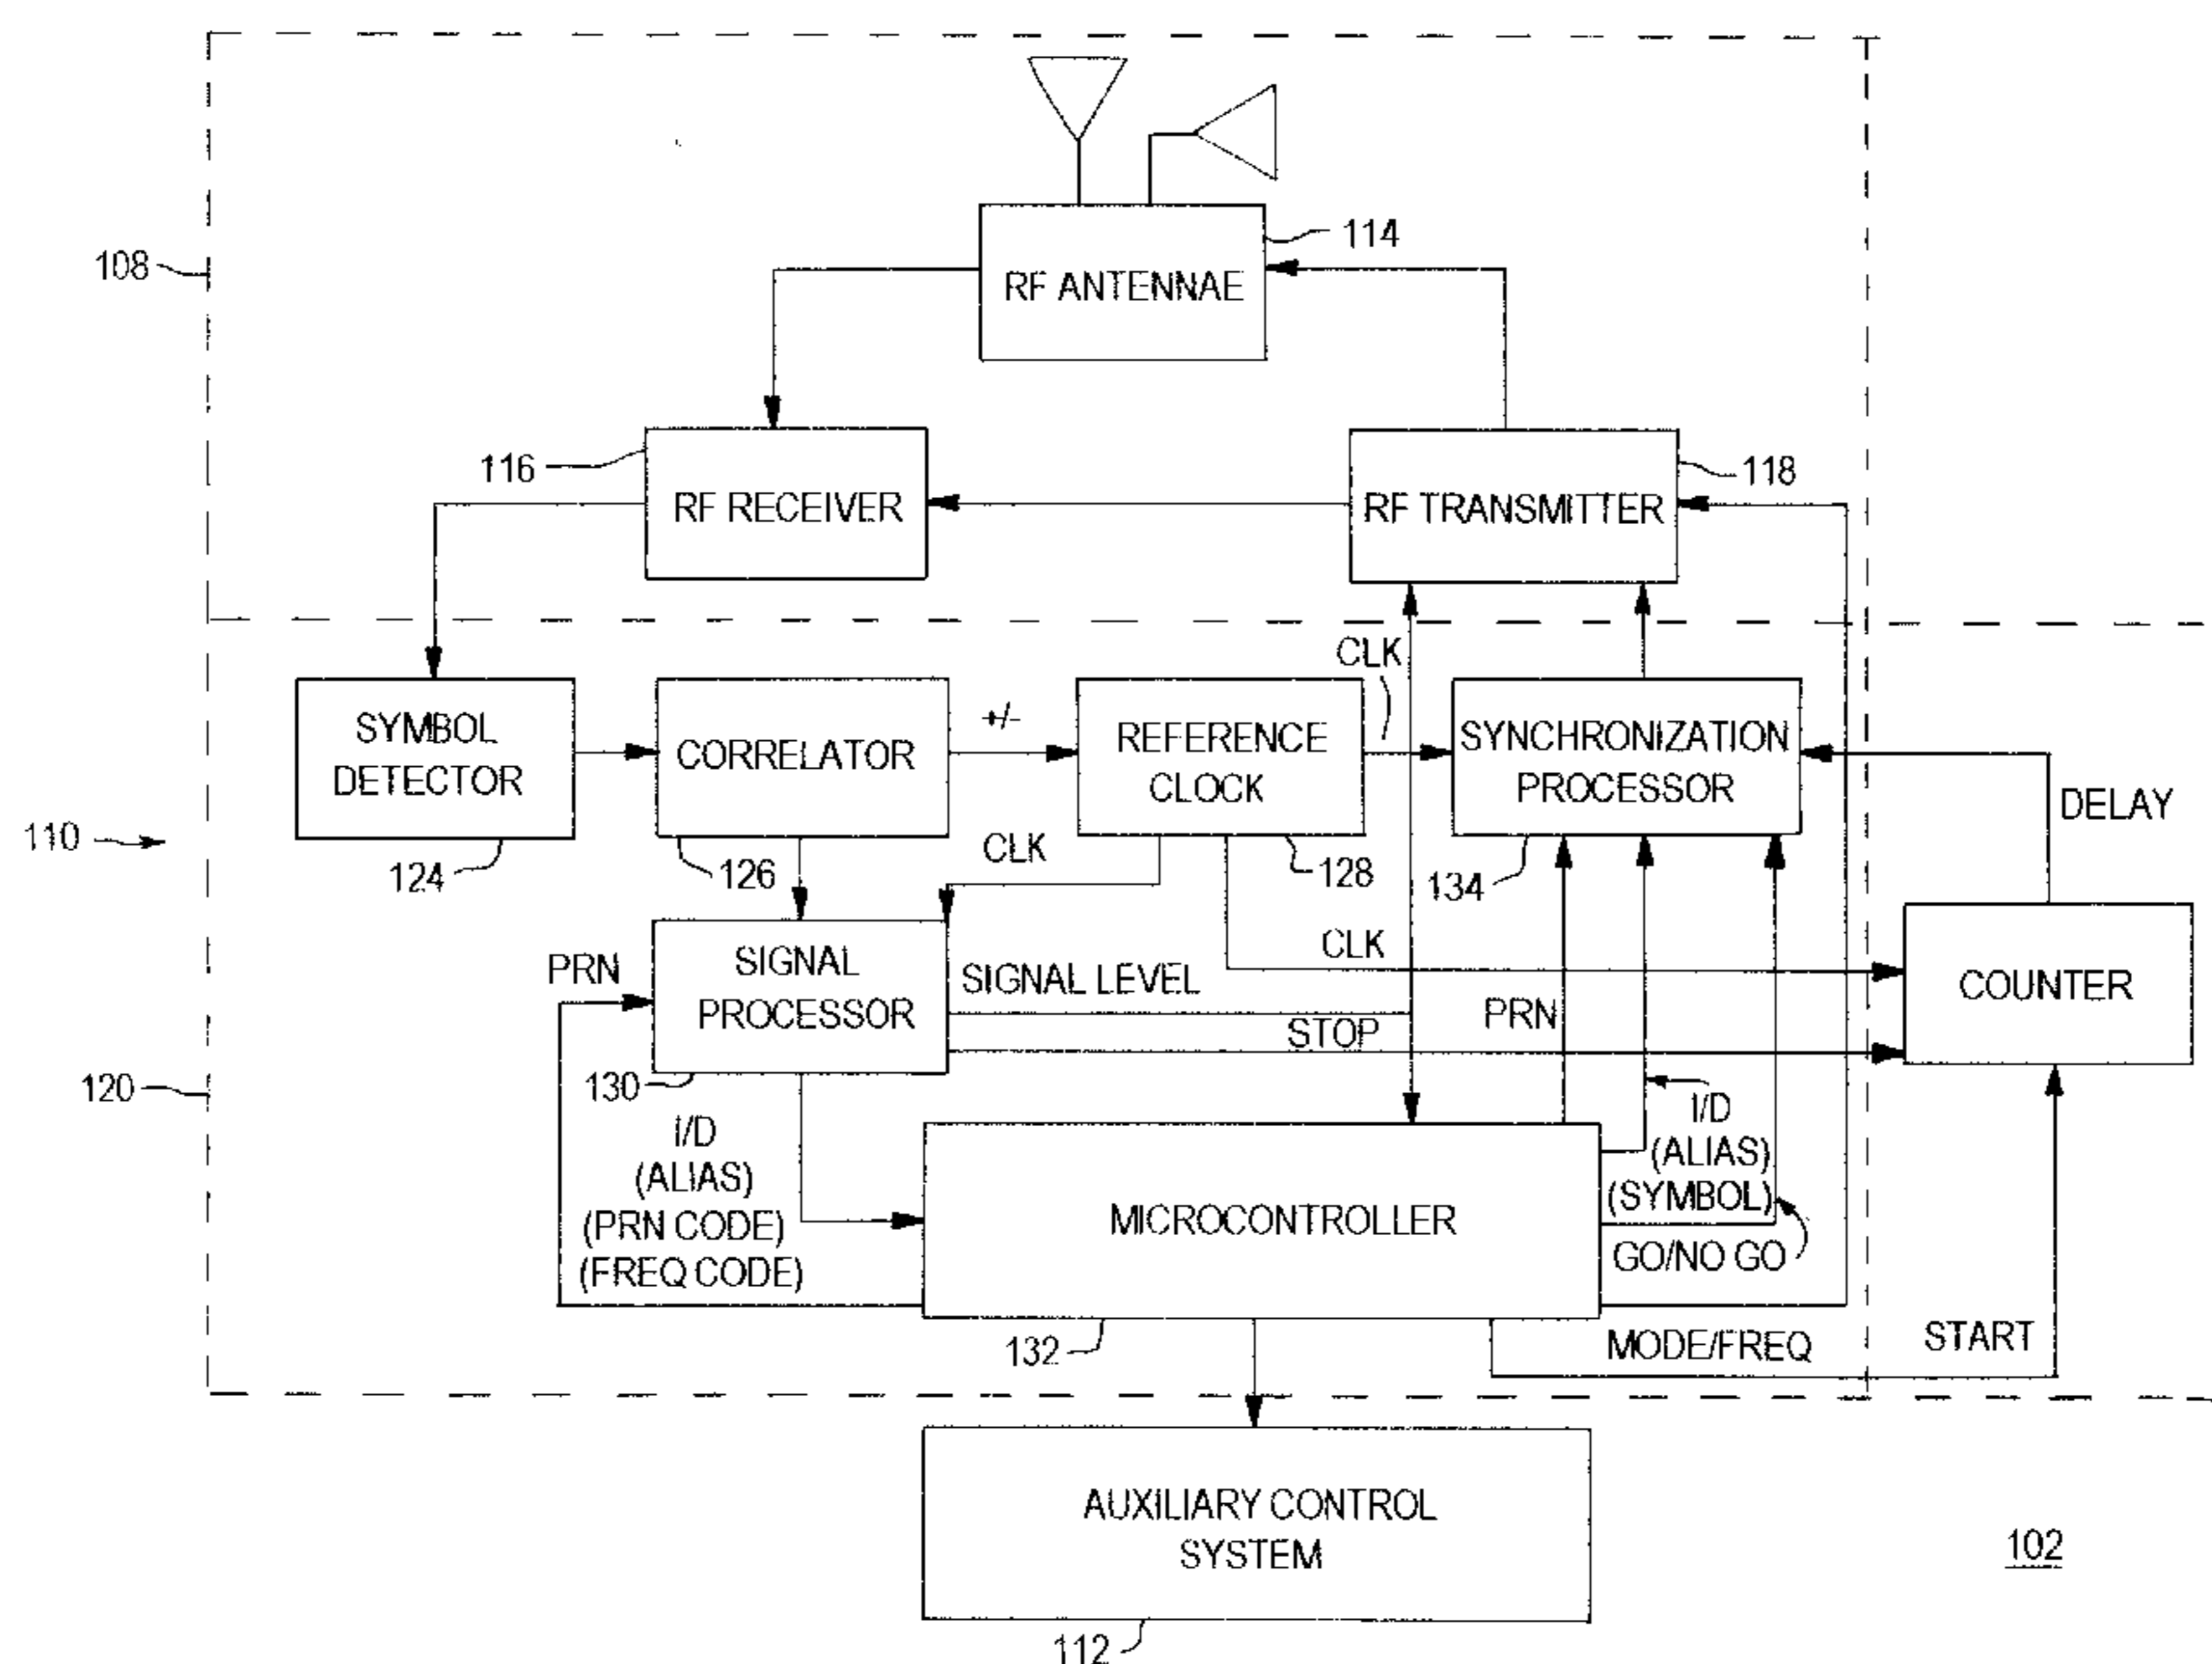 108
114
RF ANTENNAE
116
RF RECEIVER
118
RF TRANSMITTER
110
SYMBOL
DETECTOR
124
CORRELATOR
126
+/-
REFERENCE
CLOCK
128
CLK
SYNCHRONIZATION
PROCESSOR
134
DELAY
CLK
CLK
COUNTER
PRN
SIGNAL
PROCESSOR
130
SIGNAL LEVEL
STOP
PRN
120
I/D
(ALIAS)
(PRN CODE)
(FREQ CODE)
MICROCONTROLLER
132
I/D
(ALIAS)
(SYMBOL)
GO/NO GO
MODE/FREQ
START
AUXILIARY CONTROL
SYSTEM
112
102